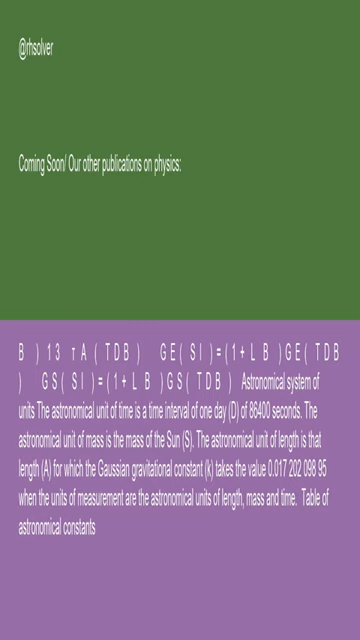 @rhsolver
Coming Soon/ Our other publications on physics:
B ) 1 3 τ A ( T D B ) G E ( S I ) = ( 1 + L B ) G E ( T D B
) G S ( S I ) = ( 1 + L B ) G S ( T D B ) Astronomical system of
units The astronomical unit of time is a time interval of one day (D) of 86400 seconds. The
astronomical unit of mass is the mass of the Sun (S). The astronomical unit of length is that
length (A) for which the Gaussian gravitational constant (k) takes the value 0.017 202 098 95
when the units of measurement are the astronomical units of length, mass and time. Table of
astronomical constants